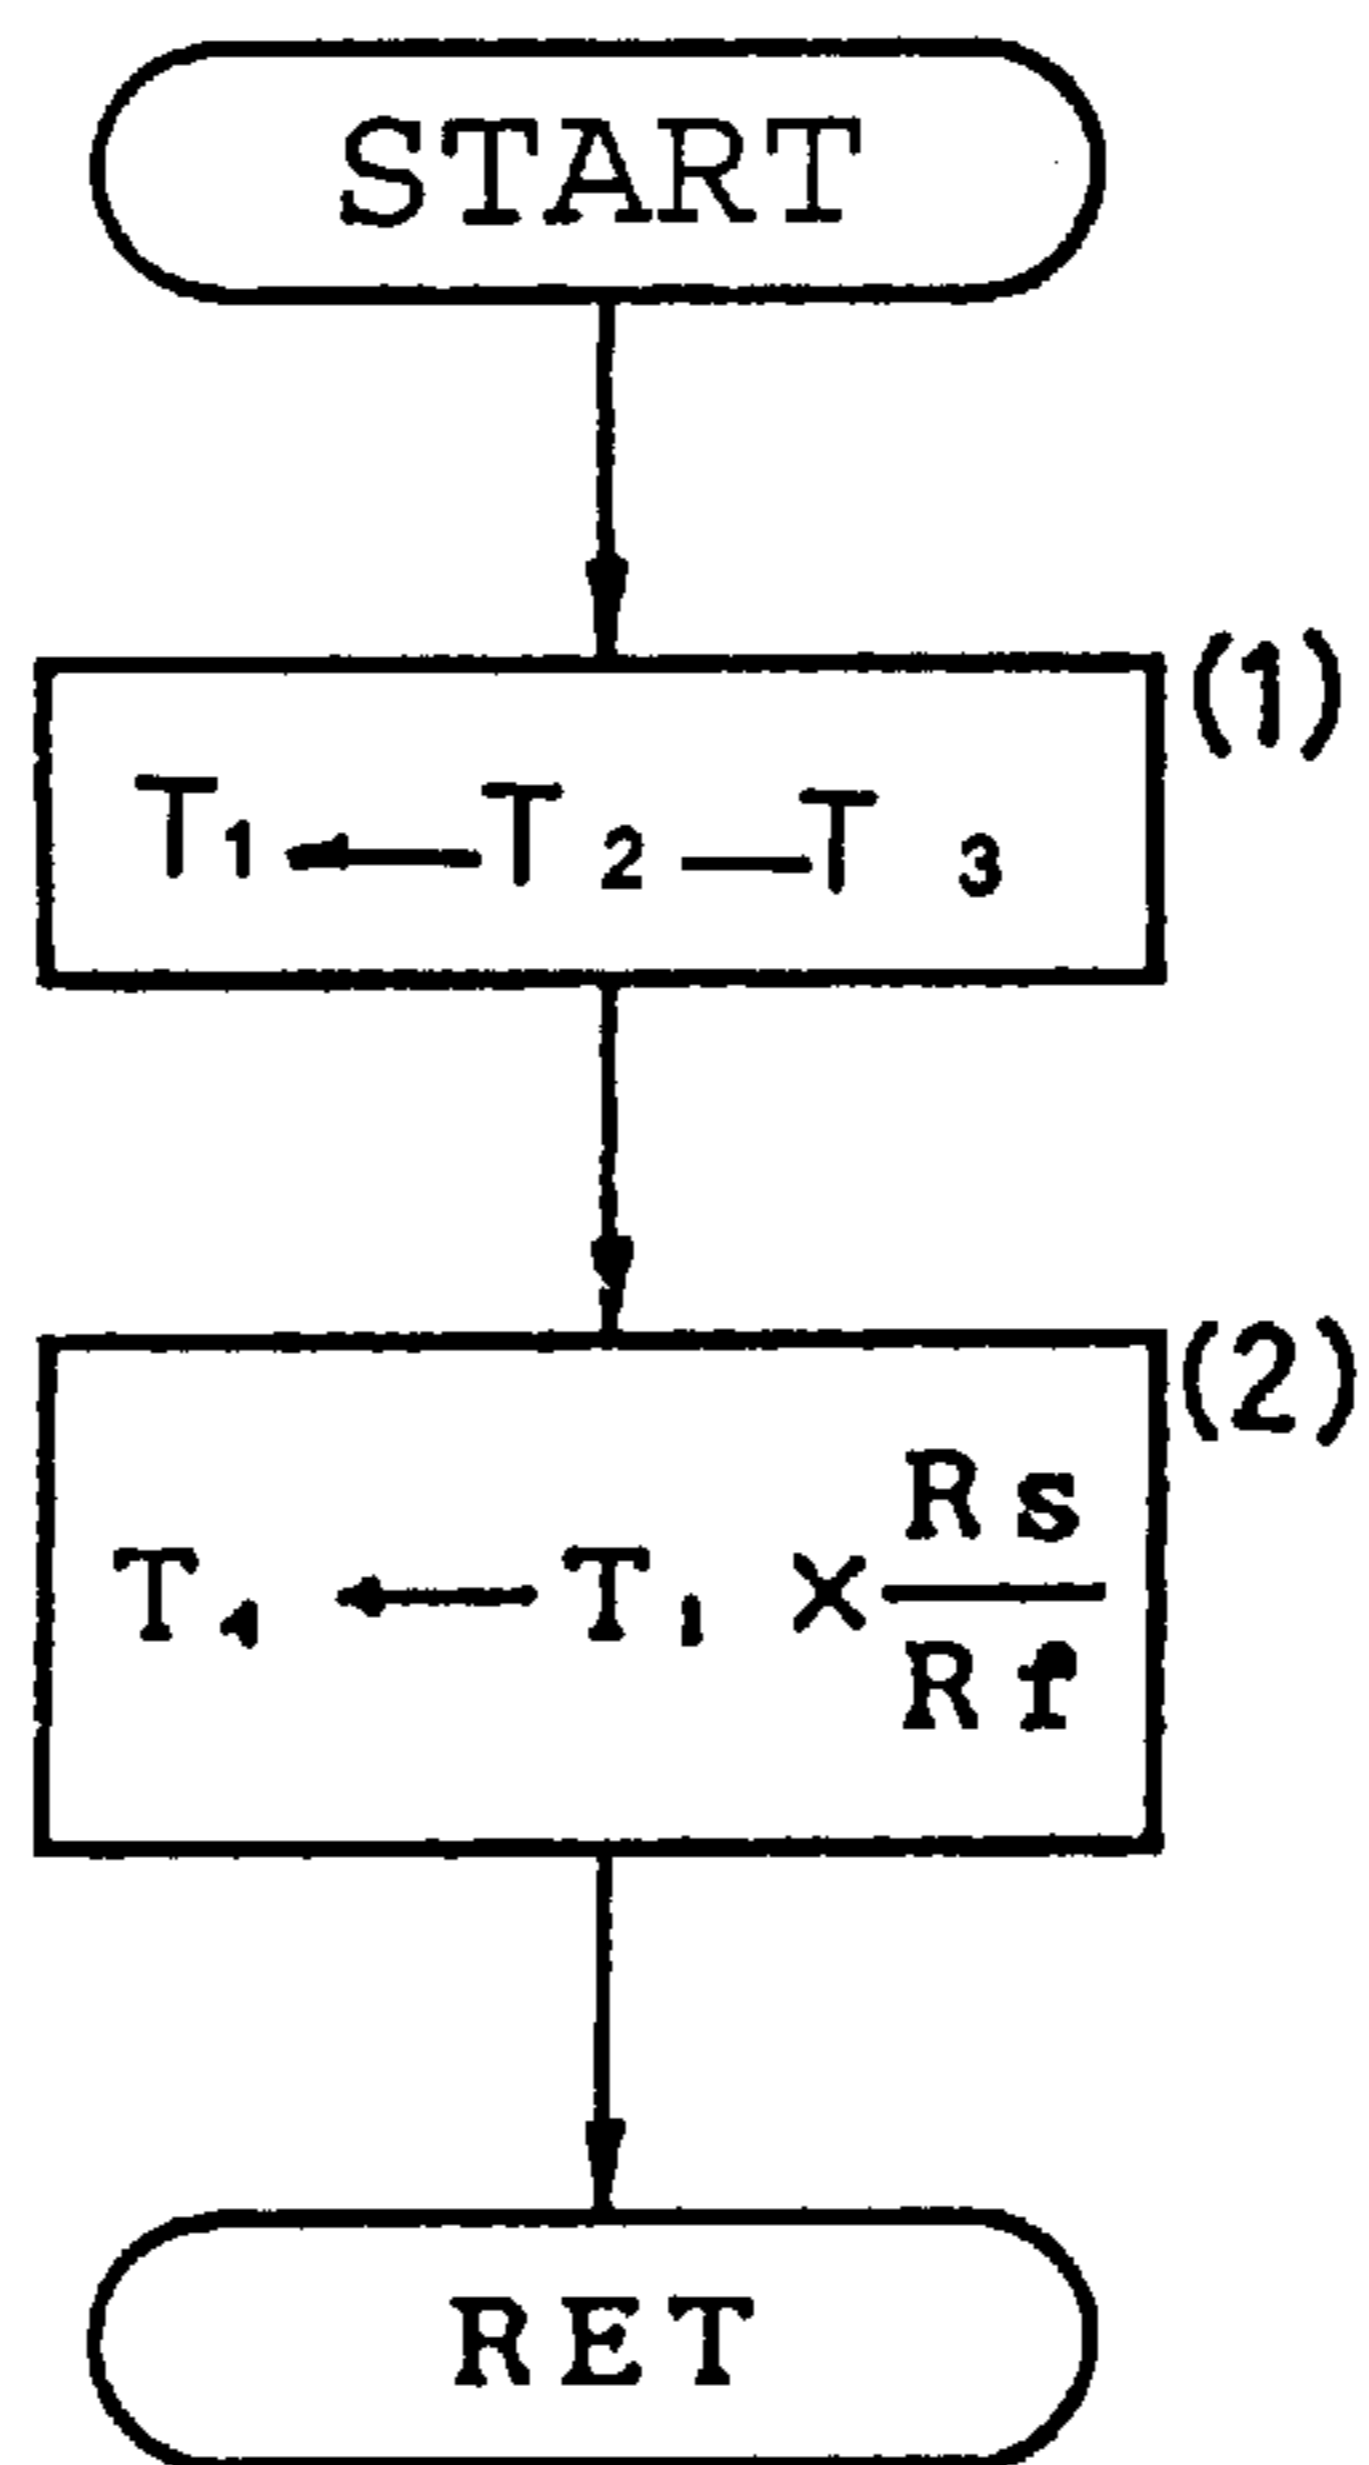 START
(1)
T₁←T₂—T₃
(2)
T₄ ← T₁ × Rs/Rf
RET